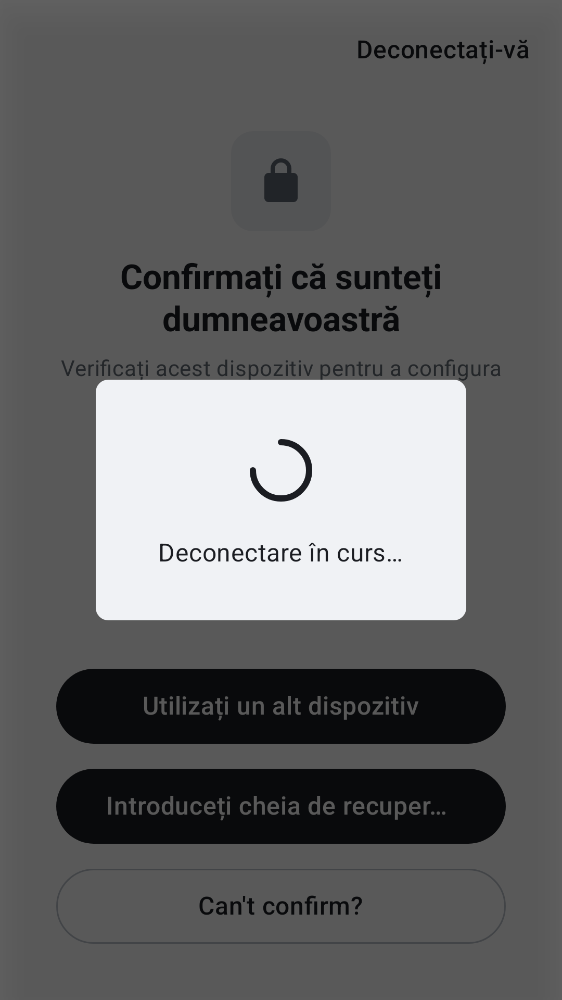 Deconectați-vă
Confirmați că sunteți
dumneavoastră
Verificați acest dispozitiv pentru a configura
Deconectare în curs…
Utilizați un alt dispozitiv
Introduceți cheia de recuper…
Can't confirm?